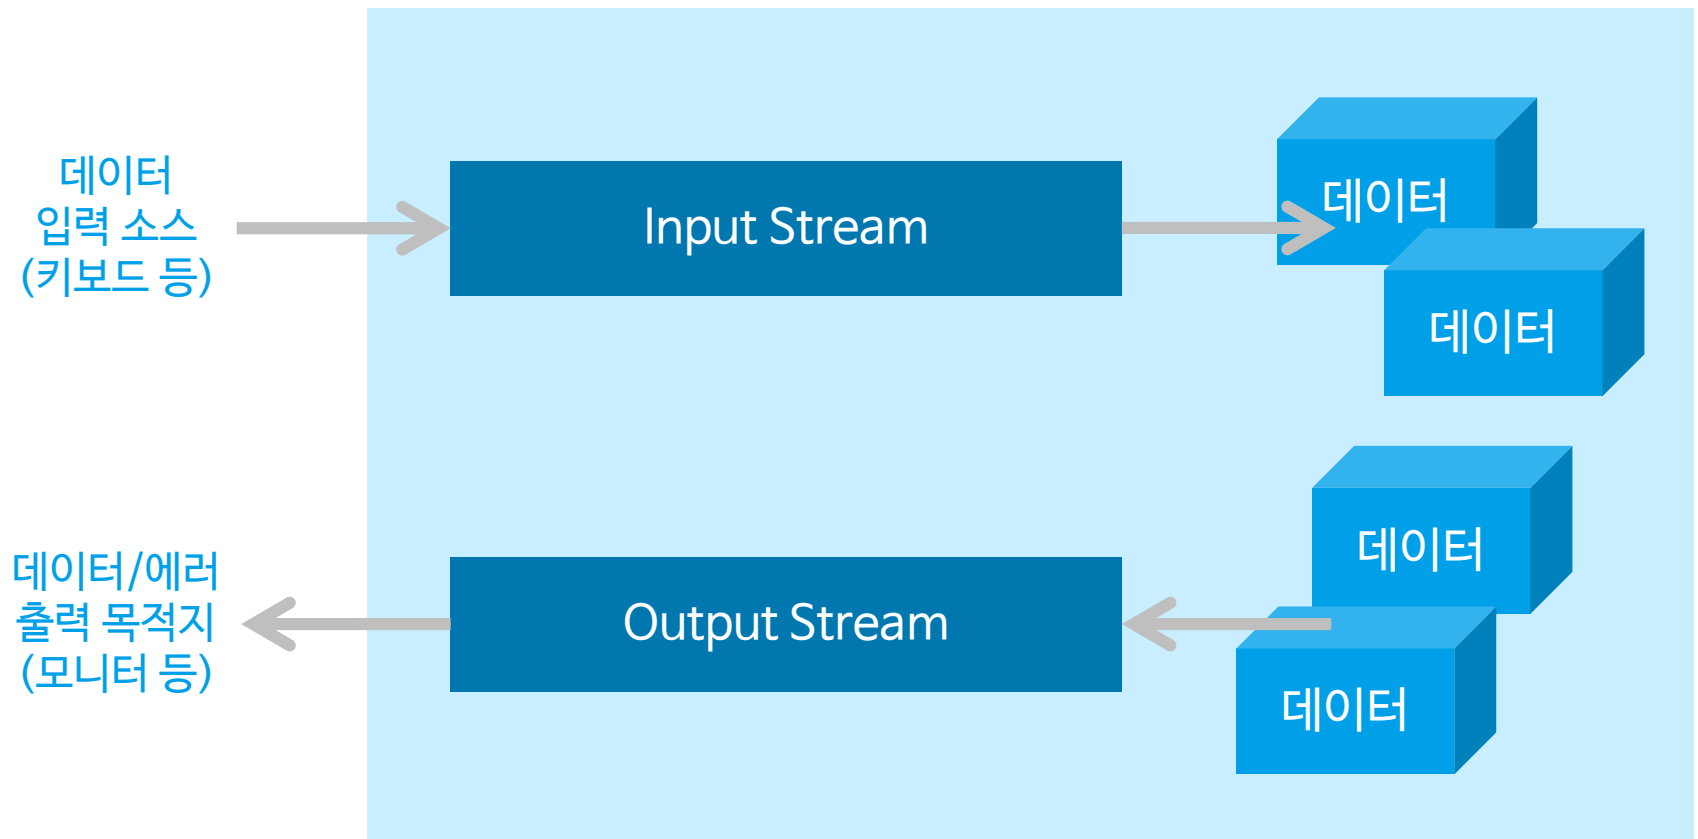 데이터
입력 소스
(키보드 등)
Input Stream
데이터
데이터
데이터/에러
출력 목적지
(모니터 등)
Output Stream
데이터
데이터